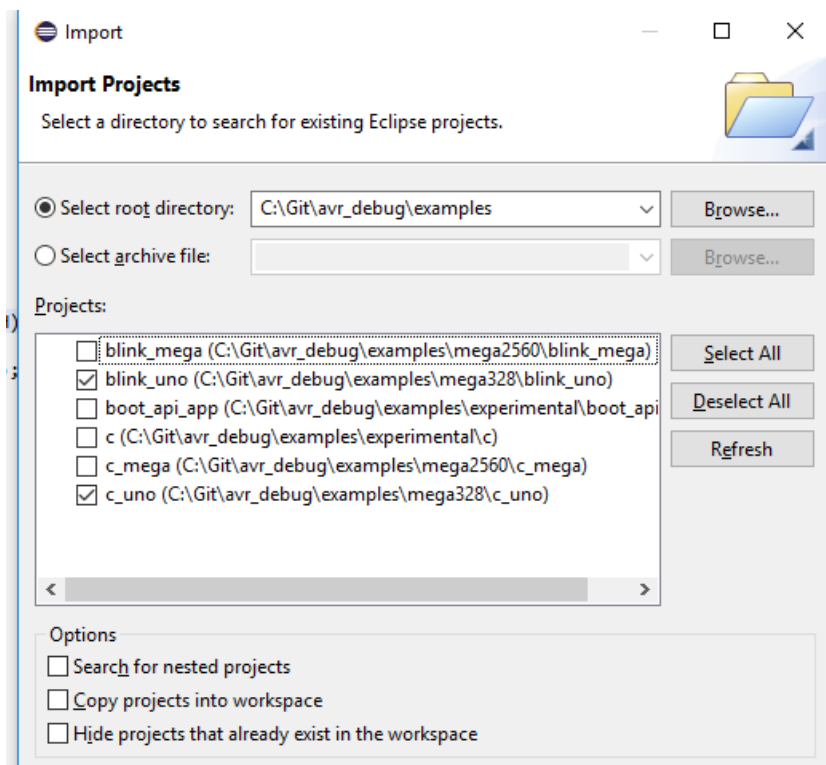 Import
Import Projects
Select a directory to search for existing Eclipse projects.
Select root directory: C:\Git\avr_debug\examples Browse...
Select archive file: Browse...
Projects:
blink_mega (C:\Git\avr_debug\examples\mega2560\blink_mega) Select All
blink_uno (C:\Git\avr_debug\examples\mega328\blink_uno)
boot_api_app (C:\Git\avr_debug\examples\experimental\boot_api Deselect All
c (C:\Git\avr_debug\examples\experimental\c) Refresh
c_mega (C:\Git\avr_debug\examples\mega2560\c_mega)
c_uno (C:\Git\avr_debug\examples\mega328\c_uno)
Options
Search for nested projects
Copy projects into workspace
Hide projects that already exist in the workspace